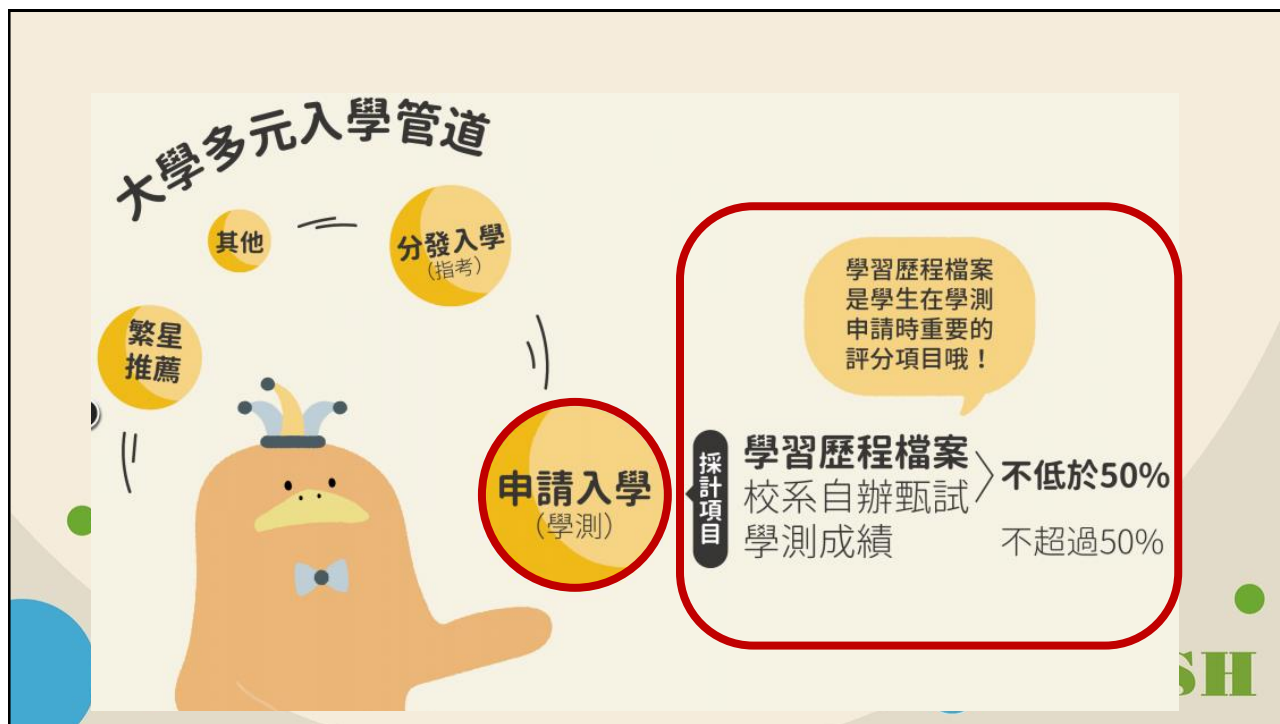 大學多元入學管道
其他
分發入學
(指考)
繁星
推薦
申請入學
(學測)
學習歷程檔案
是學生在學測
申請時重要的
評分項目哦！
採計項目
學習歷程檔案
校系自辦甄試
不低於50%
學測成績
不超過50%
SH